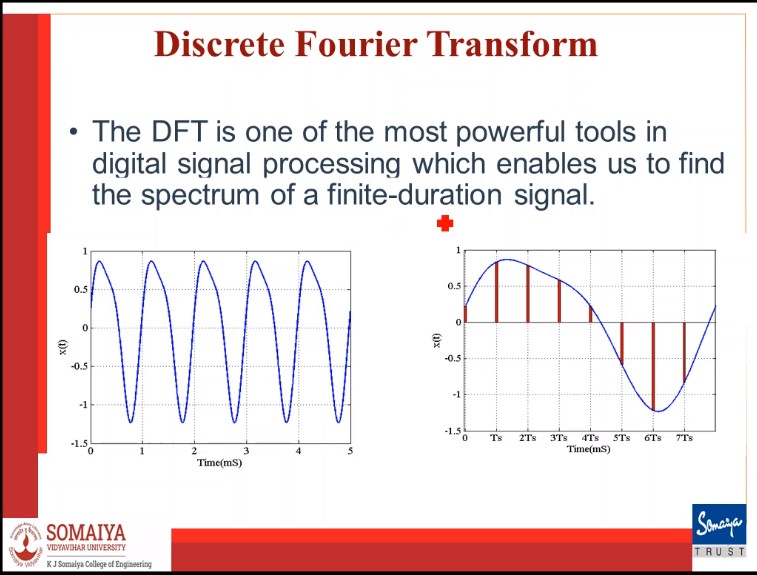 Discrete Fourier Transform
• The DFT is one of the most powerful tools in
digital signal processing which enables us to find
the spectrum of a finite-duration signal.
1
0.5
0
-0.5
-1
-1.5
x(t)
0 1 2 3 4 5
Time(mS)
1
0.5
0
-0.5
-1
-1.5
x(t)
0 Ts 2Ts 3Ts 4Ts 5Ts 6Ts 7Ts
Time(mS)
SOMAIYA
VIDYAVIHAR UNIVERSITY
K J Somaiya College of Engineering
Somaiya
TRUST